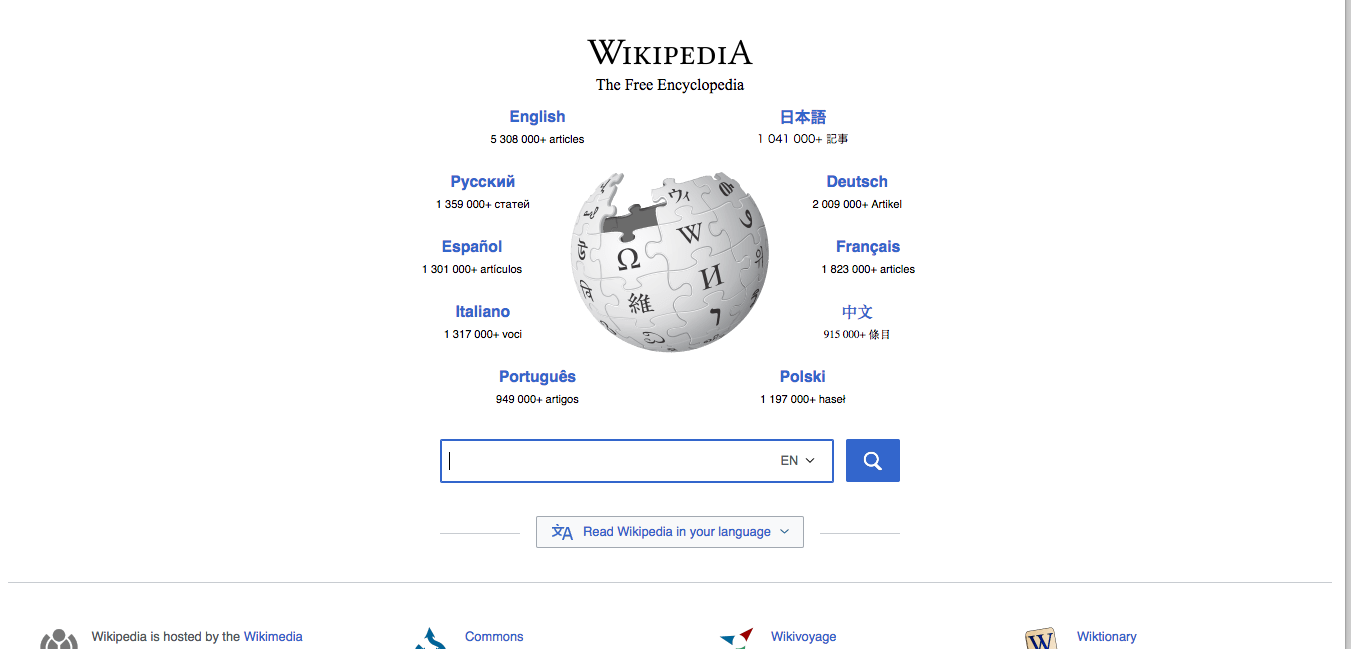 WIKIPEDIA
The Free Encyclopedia
English
5 308 000+ articles
日本語
1 041 000+ 記事
Русский
1 359 000+ статей
Deutsch
2 009 000+ Artikel
Español
1 301 000+ artículos
Français
1 823 000+ articles
Italiano
1 317 000+ voci
中文
915 000+ 條目
Português
949 000+ artigos
Polski
1 197 000+ haseł
Ω
W
И
維
ウィ
EN
Read Wikipedia in your language
Wikipedia is hosted by the Wikimedia
Commons
Wikivoyage
W
Wiktionary